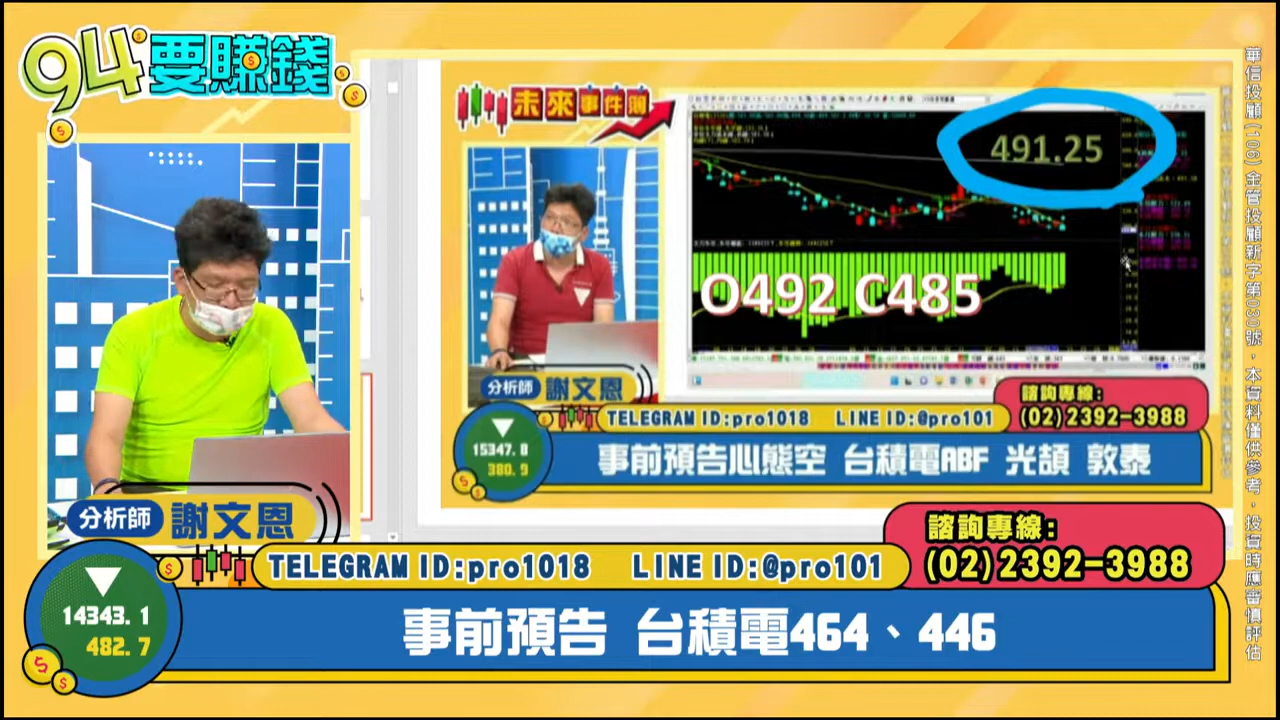 94要賺錢
未來事件簿
491.25
O492 C485
分析師 謝文恩
諮詢專線:
(02)2392-3988
TELEGRAM ID:pro1018 LINE ID:@pro101
15347.8
380.9
事前預告心態空 台積電ABF 光頡 敦泰
分析師 謝文恩
諮詢專線:
(02)2392-3988
TELEGRAM ID:pro1018 LINE ID:@pro101
14343.1
482.7
事前預告 台積電464、446
華信投顧(106)金管投顧新字第030號,本資料僅供參考,投資時應審慎評估